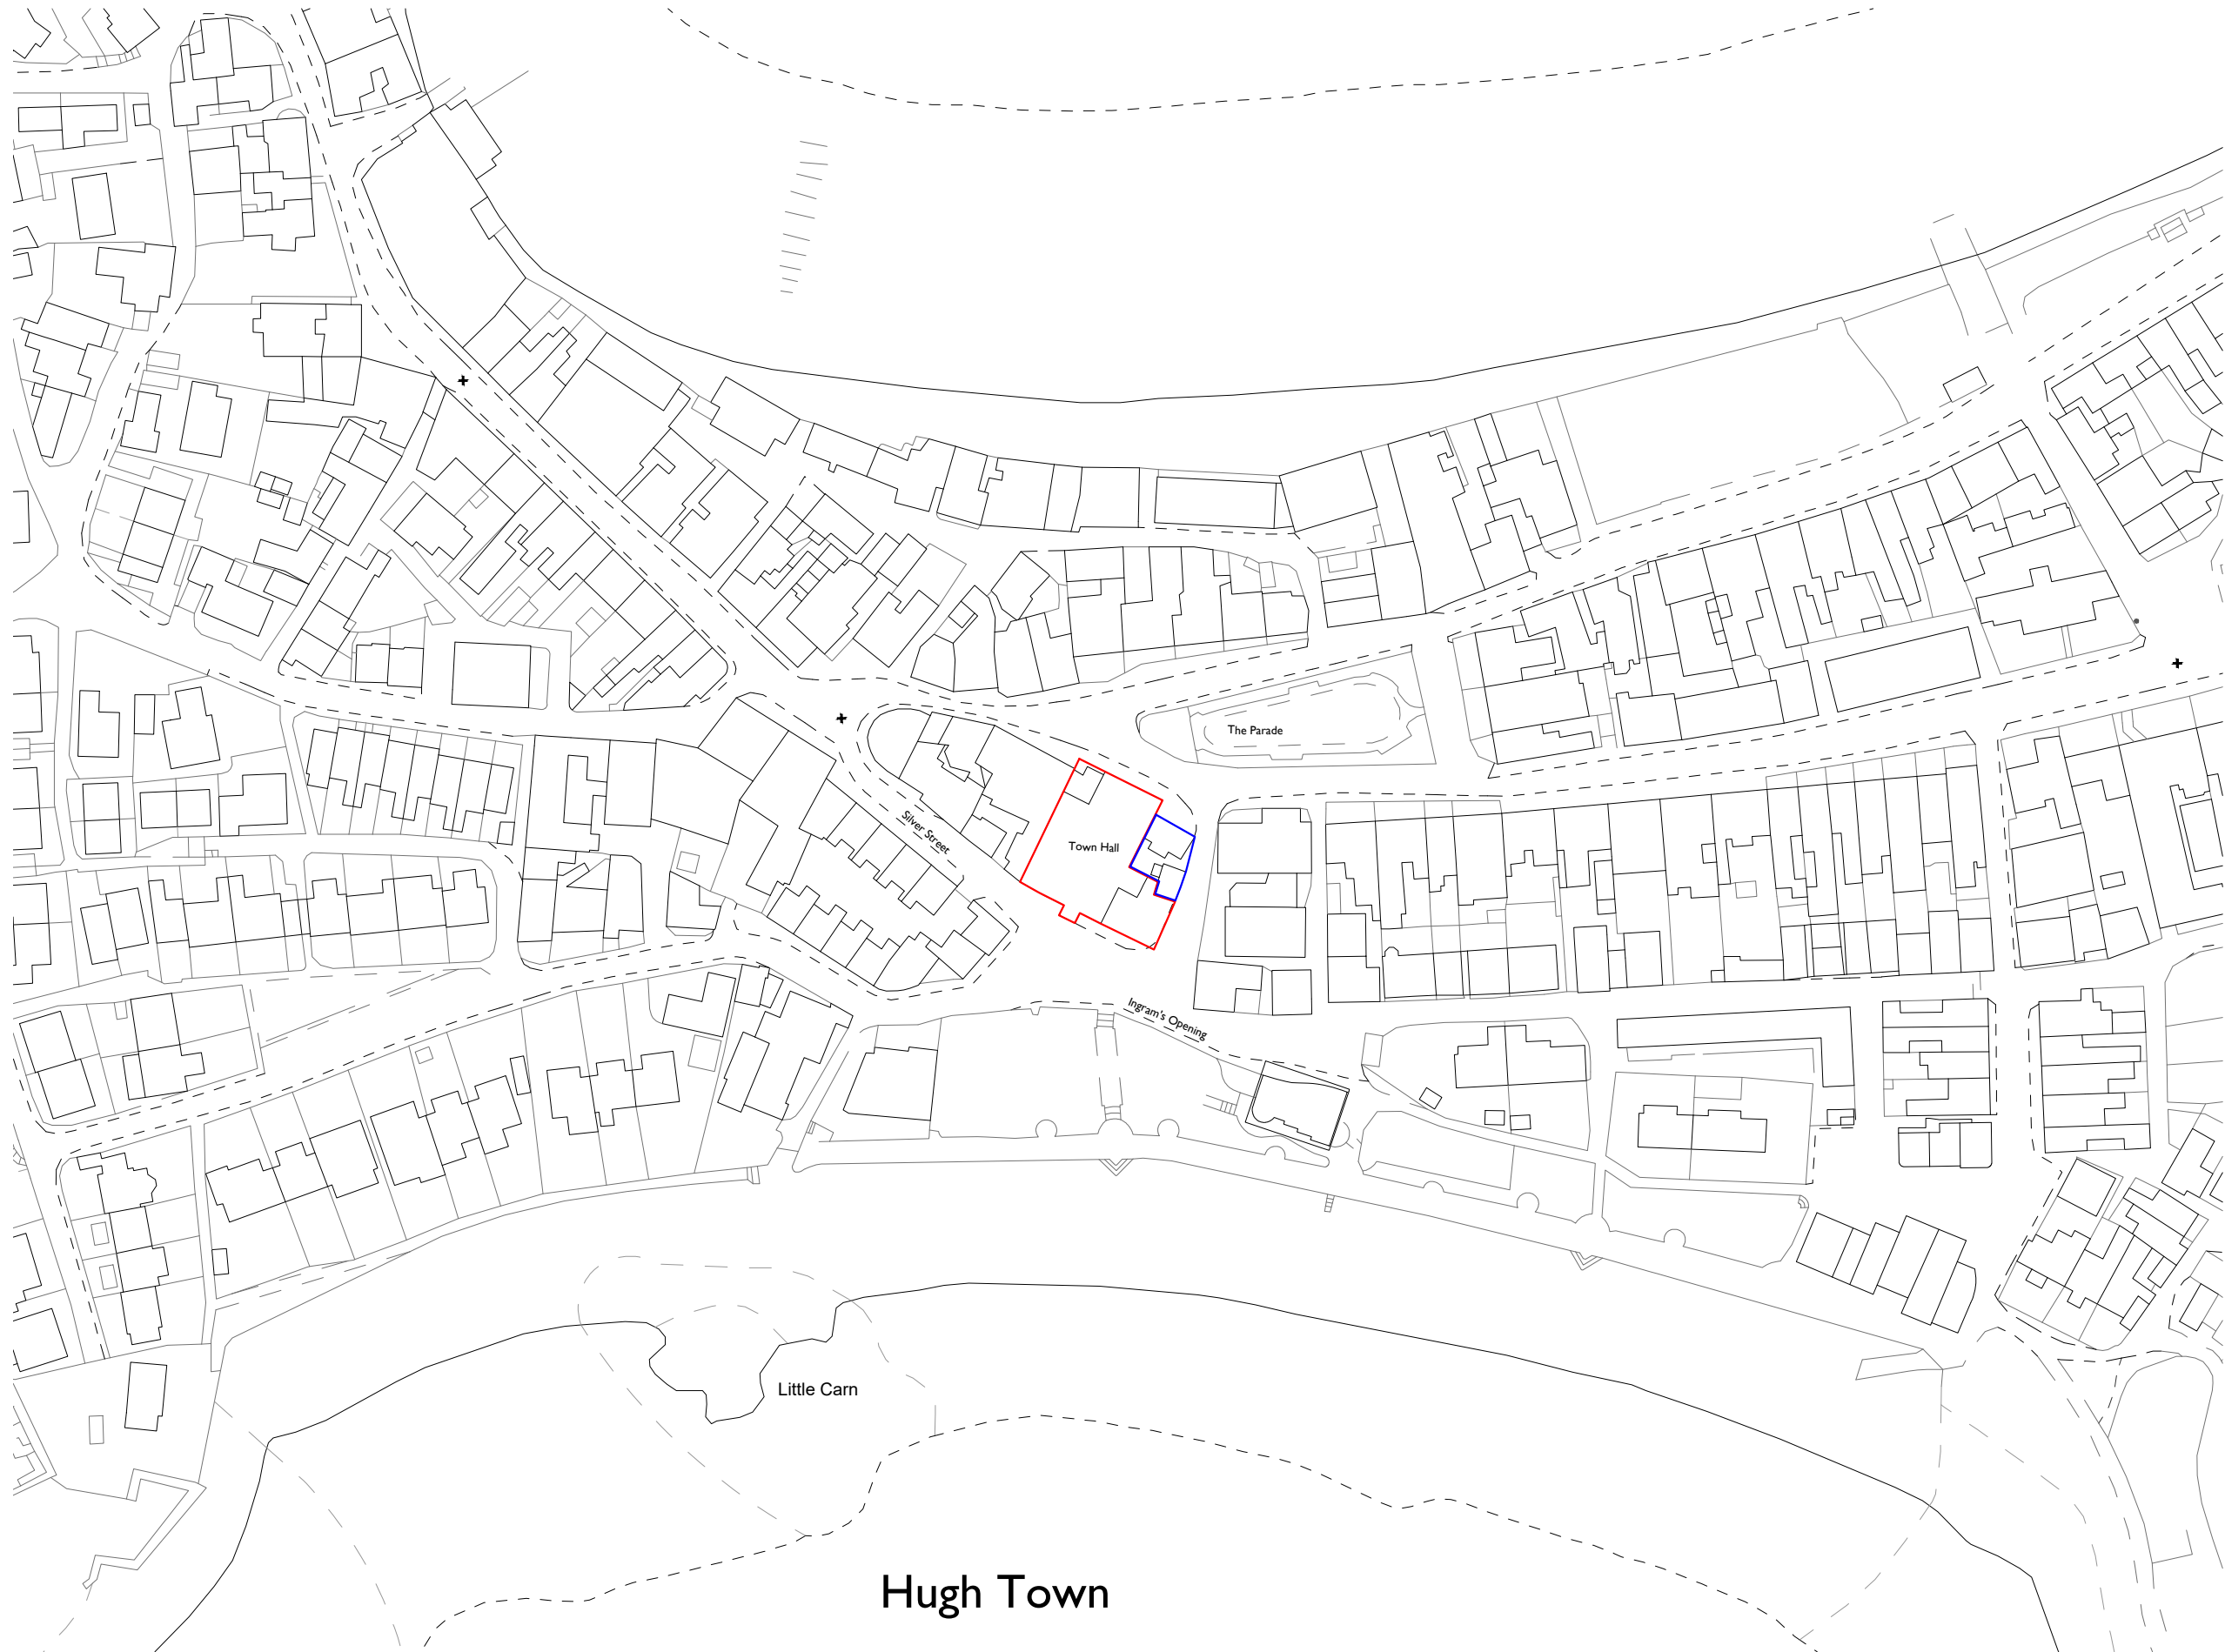 The Parade
Silver Street
Town Hall
Ingram's Opening
Little Carn
Hugh Town